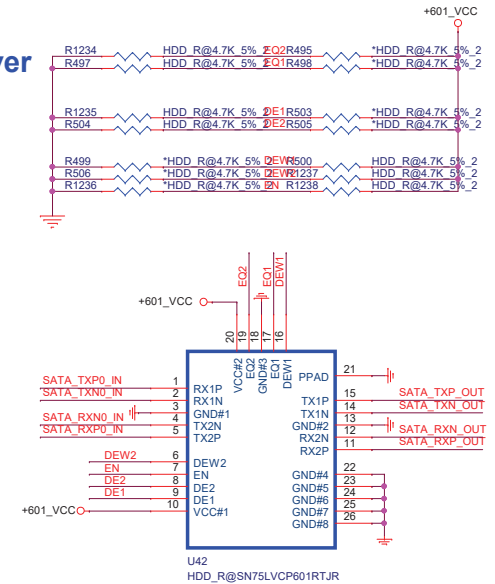 +601_VCC
ver
R1234 HDD_R@4.7K_5%_2 EQ2 R495 *HDD_R@4.7K_5%_2
R497 HDD_R@4.7K_5%_2 EQ1 R498 *HDD_R@4.7K_5%_2
R1235 HDD_R@4.7K_5%_2 DE1 R503 *HDD_R@4.7K_5%_2
R504 HDD_R@4.7K_5%_2 DE2 R505 *HDD_R@4.7K_5%_2
R499 *HDD_R@4.7K_5%_2 DEW1 R500 HDD_R@4.7K_5%_2
R506 *HDD_R@4.7K_5%_2 DEW2 R1237 HDD_R@4.7K_5%_2
R1236 *HDD_R@4.7K_5%_2 EN R1238 HDD_R@4.7K_5%_2
EQ2 EQ1 DEW1
+601_VCC
20 19 18 17 16
VCC#2 EQ2 GND#3 EQ1 DEW1
PPAD 21
SATA_TXP0_IN 1 RX1P TX1P 15 SATA_TXP_OUT
SATA_TXN0_IN 2 RX1N TX1N 14 SATA_TXN_OUT
3 GND#1 GND#2 13
SATA_RXN0_IN 4 TX2N RX2N 12 SATA_RXN_OUT
SATA_RXP0_IN 5 TX2P RX2P 11 SATA_RXP_OUT
DEW2 6 DEW2 GND#4 22
EN 7 EN GND#5 23
DE2 8 DE2 GND#6 24
DE1 9 DE1 GND#7 25
+601_VCC 10 VCC#1 GND#8 26
U42
HDD_R@SN75LVCP601RTJR